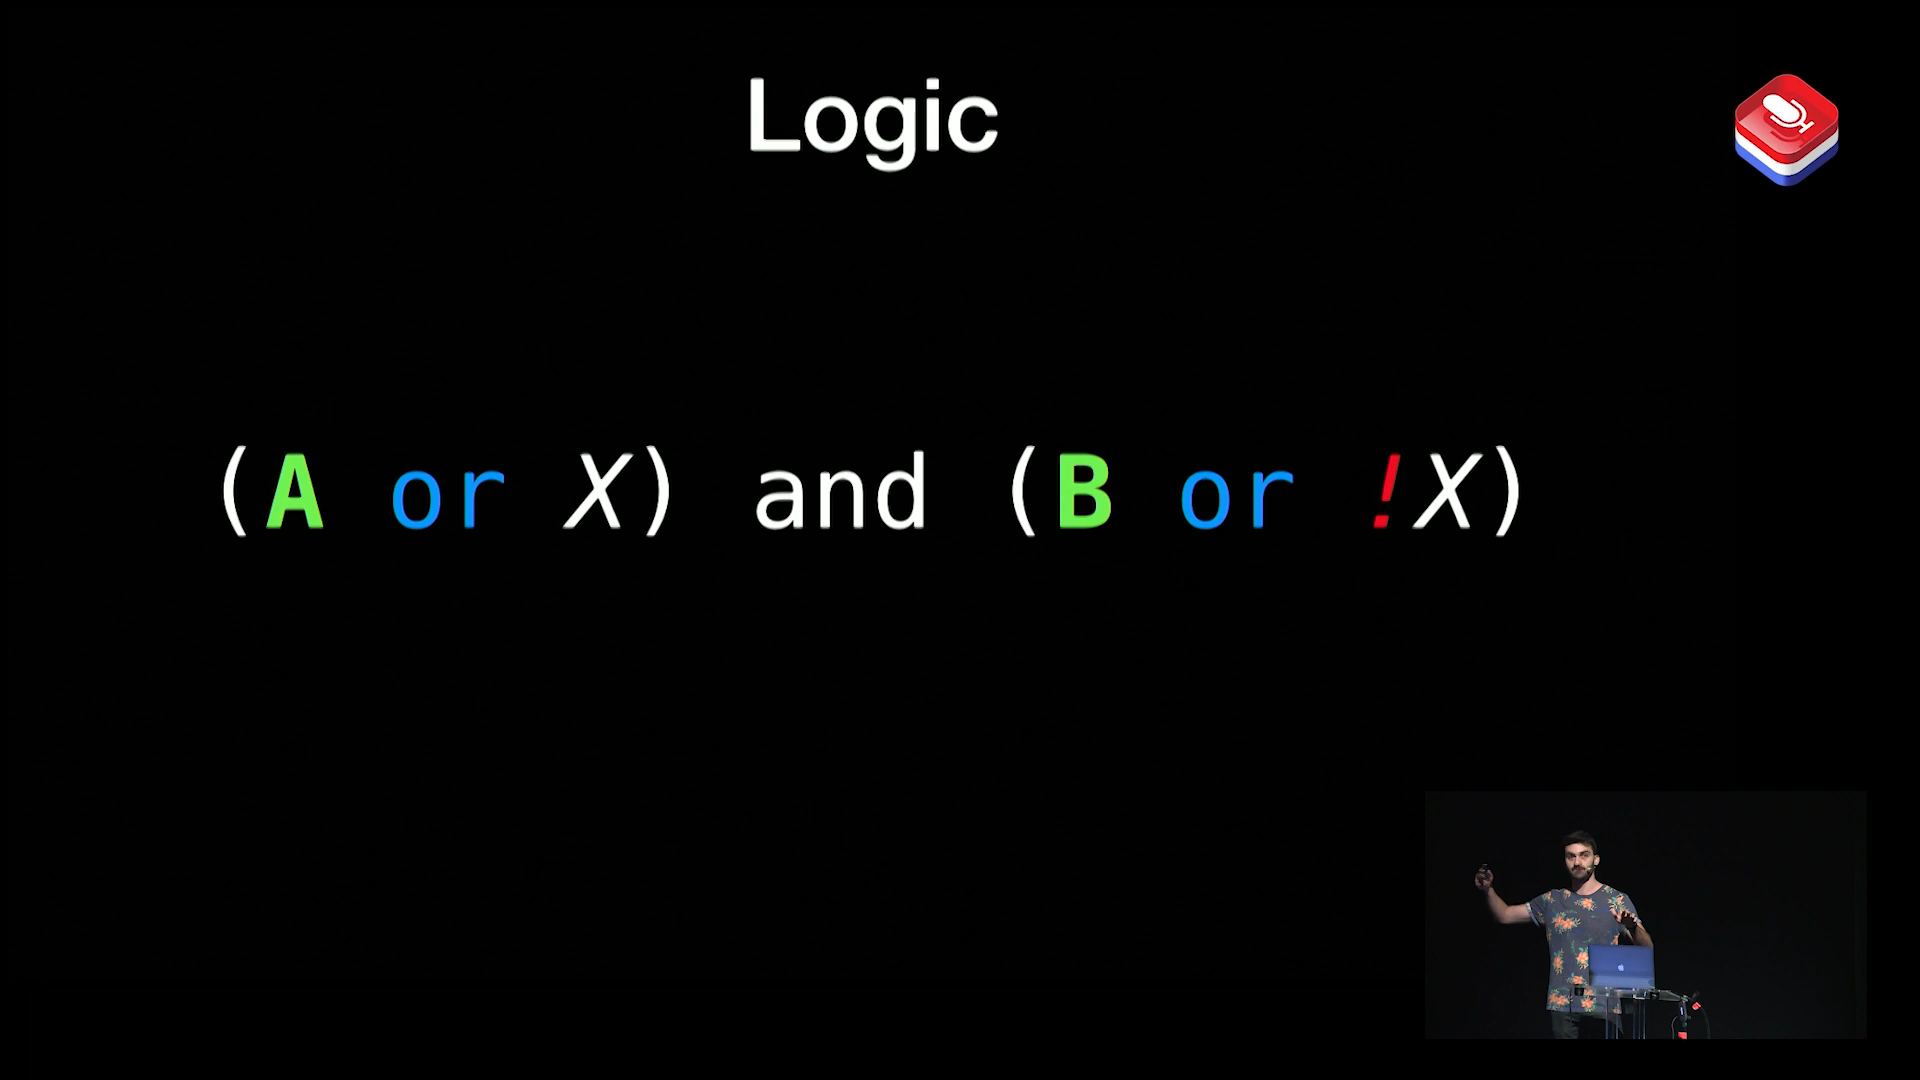 Logic
(A or X) and (B or !X)